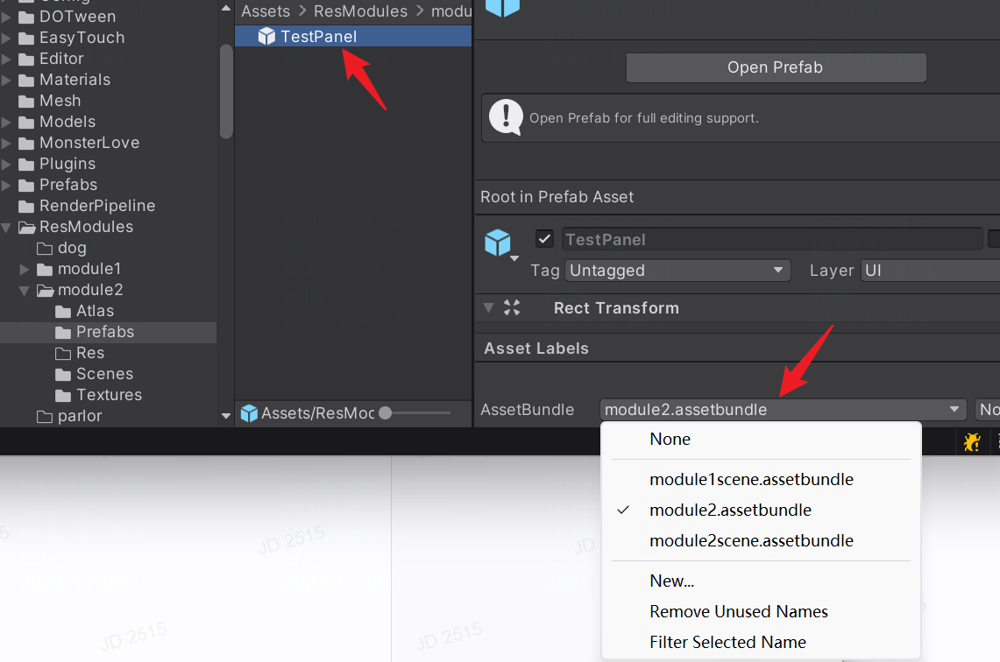 DOTween
EasyTouch
Editor
Materials
Mesh
Models
MonsterLove
Plugins
Prefabs
RenderPipeline
ResModules
dog
module1
module2
Atlas
Prefabs
Res
Scenes
Textures
parlor
Assets > ResModules > modu
TestPanel
Assets/ResMoc
Open Prefab
Open Prefab for full editing support.
Root in Prefab Asset
TestPanel
Tag Untagged Layer UI
Rect Transform
Asset Labels
AssetBundle module2.assetbundle No
None
module1scene.assetbundle
module2.assetbundle
module2scene.assetbundle
New...
Remove Unused Names
Filter Selected Name
JD 2515
JD
JD 2515
JD 2515